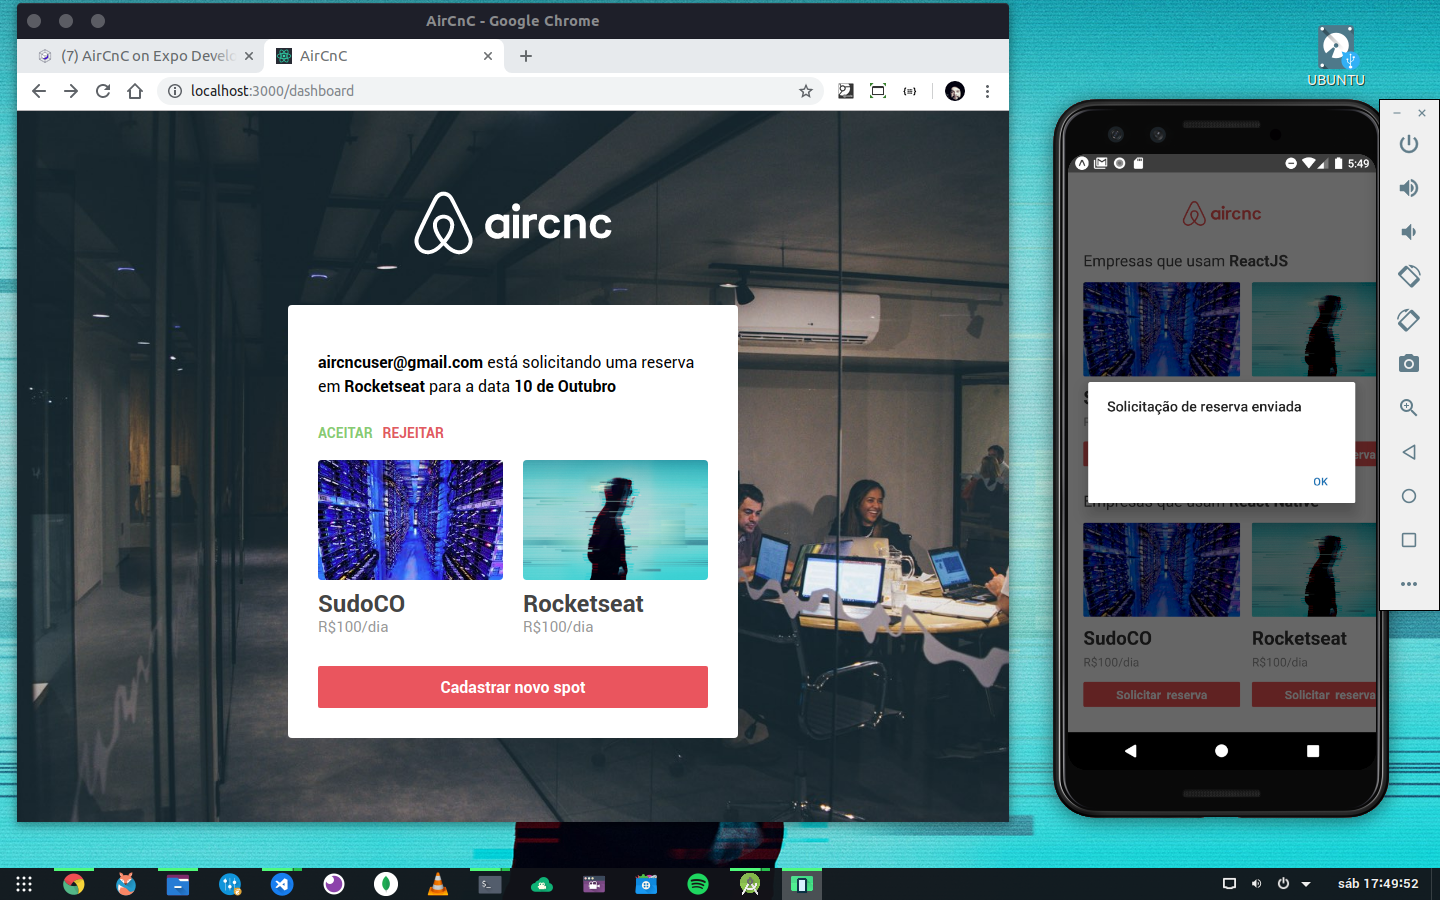 AirCnC - Google Chrome
(7) AirCnC on Expo Develo
AirCnC
localhost:3000/dashboard
aircnc
aircncuser@gmail.com está solicitando uma reserva
em Rocketseat para a data 10 de Outubro
ACEITAR REJEITAR
SudoCO
R$100/dia
Rocketseat
R$100/dia
Cadastrar novo spot
UBUNTU
5:49
aircnc
Empresas que usam ReactJS
Solicitação de reserva enviada
OK
Empresas que usam React Native
SudoCO
R$100/dia
Solicitar reserva
Rocketseat
R$100/dia
Solicitar reserva
sáb 17:49:52